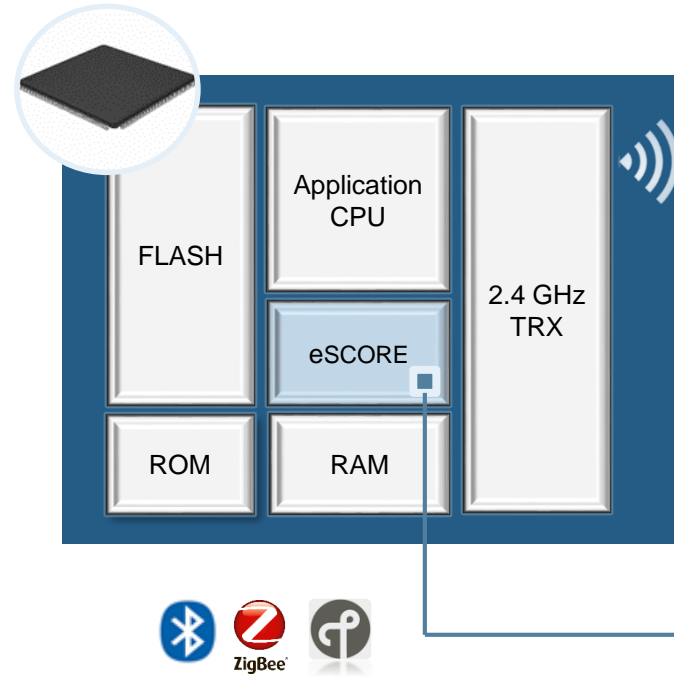 FLASH
Application
CPU
2.4 GHz
TRX
eSCORE
ROM
RAM
ZigBee